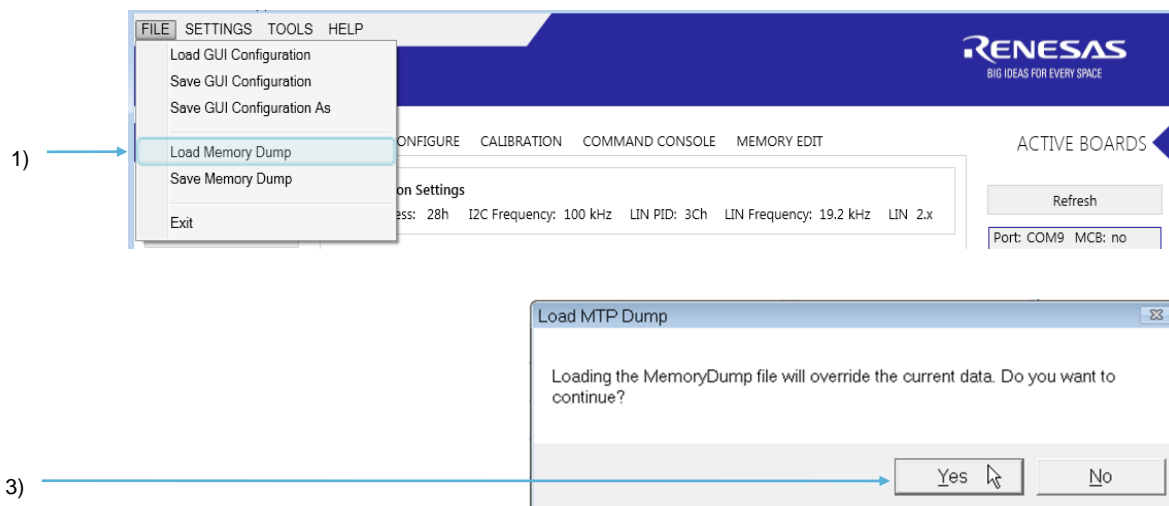 FILE SETTINGS TOOLS HELP
Load GUI Configuration
Save GUI Configuration
Save GUI Configuration As
RENESAS
BIG IDEAS FOR EVERY SPACE
1)
Load Memory Dump
Save Memory Dump
Exit
ONFIGURE CALIBRATION COMMAND CONSOLE MEMORY EDIT
ACTIVE BOARDS
on Settings
ess: 28h I2C Frequency: 100 kHz LIN PID: 3Ch LIN Frequency: 19.2 kHz LIN 2.x
Refresh
Port: COM9 MCB: no
Load MTP Dump
Loading the MemoryDump file will override the current data. Do you want to
continue?
3)
Yes No